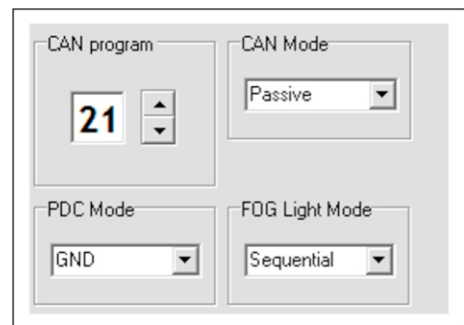 CAN program
21
CAN Mode
Passive
PDC Mode
GND
FOG Light Mode
Sequential